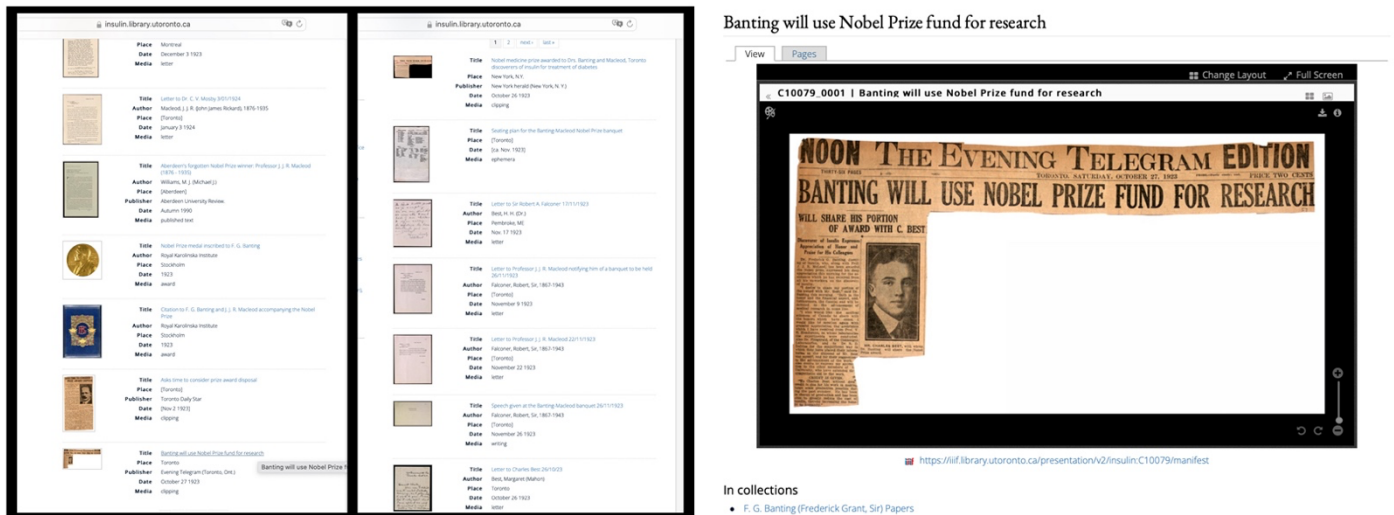 insulin.library.utoronto.ca
Place Montreal
Date December 3 1923
Media letter
Title Letter to Dr. C. V. Mosby 3/01/1924
Author Macleod, J. J. R. (John James Rickard), 1876-1935
Place [Toronto]
Date January 3 1924
Media letter
Title Aberdeen's forgotten Nobel Prize winner: Professor J. J. R. Macleod
(1876 - 1935)
Author Williams, M. J. (Michael J.)
Place [Aberdeen]
Publisher Aberdeen University Review.
Date Autumn 1990
Media published text
Title Nobel Prize medal inscribed to F. G. Banting
Author Royal Karolinska Institute
Place Stockholm
Date 1923
Media award
Title Citation to F. G. Banting and J. J. R. Macleod accompanying the Nobel
Prize
Author Royal Karolinska Institute
Place Stockholm
Date 1923
Media award
Title Asks time to consider prize award disposal
Place [Toronto]
Publisher Toronto Daily Star
Date [Nov 2 1923]
Media clipping
Title Banting will use Nobel Prize fund for research
Place Toronto
Publisher Evening Telegram (Toronto, Ont.)
Date October 27 1923
Media clipping
Banting will use Nobel Prize f
insulin.library.utoronto.ca
1 2 next › last »
Title Nobel medicine prize awarded to Drs. Banting and Macleod, Toronto
discoverers of insulin for treatment of diabetes
Place New York, N.Y.
Publisher New York herald (New York, N. Y.)
Date October 26 1923
Media clipping
Title Seating plan for the Banting-Macleod Nobel Prize banquet
Place [Toronto]
Date [ca. Nov. 1923]
Media ephemera
Title Letter to Sir Robert A. Falconer 17/11/1923
Author Best, H. H. (Dr.)
Place Pembroke, ME
Date Nov. 17 1923
Media letter
Title Letter to Professor J. J. R. Macleod notifying him of a banquet to be held
26/11/1923
Author Falconer, Robert, Sir, 1867-1943
Place [Toronto]
Date November 9 1923
Media letter
Title Letter to Professor J. J. R. Macleod 22/11/1923
Author Falconer, Robert, Sir, 1867-1943
Place [Toronto]
Date November 22 1923
Media letter
Title Speech given at the Banting-Macleod banquet 26/11/1923
Author Falconer, Robert, Sir, 1867-1943
Place [Toronto]
Date November 26 1923
Media writing
Title Letter to Charles Best 26/10/23
Author Best, Margaret (Mahon)
Place Toronto
Date October 26 1923
Media letter
Banting will use Nobel Prize fund for research
View Pages
Change Layout Full Screen
C10079_0001 | Banting will use Nobel Prize fund for research
NOON THE EVENING TELEGRAM EDITION
THIRTY-SIX PAGES TORONTO, SATURDAY, OCTOBER 27, 1923 PRICE TWO CENTS
BANTING WILL USE NOBEL PRIZE FUND FOR RESEARCH
WILL SHARE HIS PORTION
OF AWARD WITH C. BEST
Discoverer of Insulin Expresses
Appreciation of Honor and
Praise for His Colleagues
https://iiif.library.utoronto.ca/presentation/v2/insulin:C10079/manifest
In collections
F. G. Banting (Frederick Grant, Sir) Papers